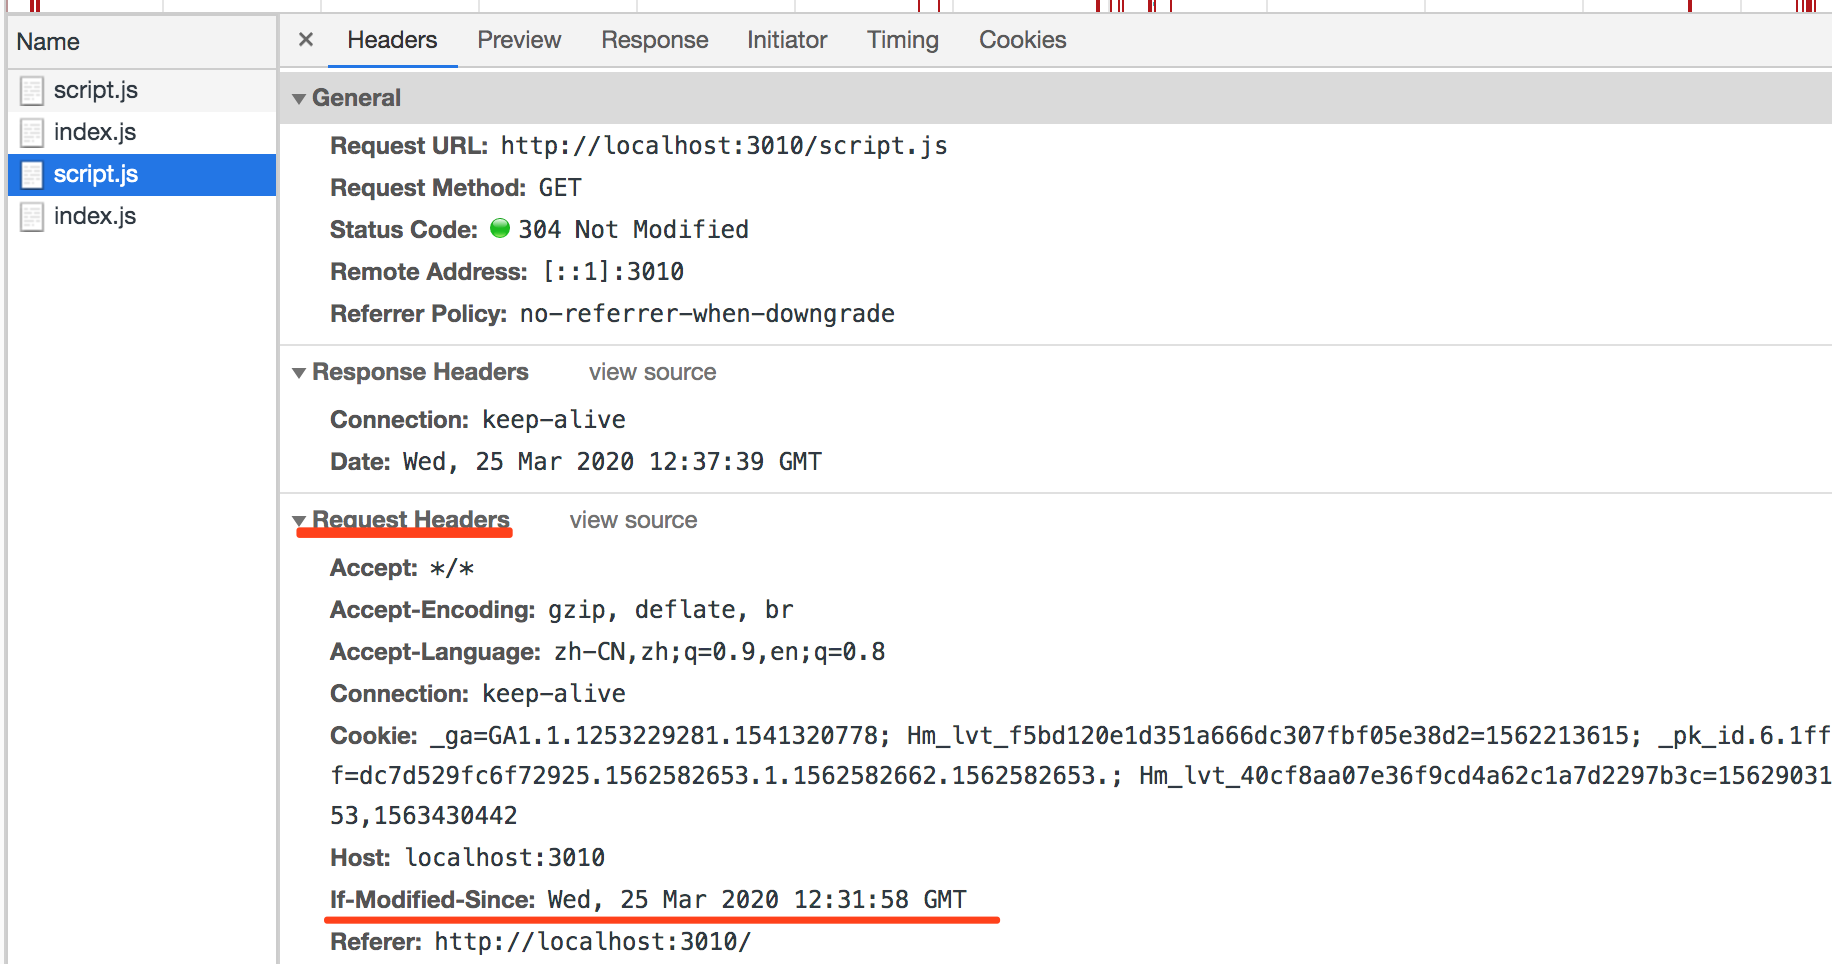 Name
script.js
index.js
script.js
index.js
× Headers Preview Response Initiator Timing Cookies
General
Request URL: http://localhost:3010/script.js
Request Method: GET
Status Code: 304 Not Modified
Remote Address: [::1]:3010
Referrer Policy: no-referrer-when-downgrade
Response Headers view source
Connection: keep-alive
Date: Wed, 25 Mar 2020 12:37:39 GMT
Request Headers view source
Accept: */*
Accept-Encoding: gzip, deflate, br
Accept-Language: zh-CN,zh;q=0.9,en;q=0.8
Connection: keep-alive
Cookie: _ga=GA1.1.1253229281.1541320778; Hm_lvt_f5bd120e1d351a666dc307fbf05e38d2=1562213615; _pk_id.6.1ff
f=dc7d529fc6f72925.1562582653.1.1562582662.1562582653.; Hm_lvt_40cf8aa07e36f9cd4a62c1a7d2297b3c=15629031
53,1563430442
Host: localhost:3010
If-Modified-Since: Wed, 25 Mar 2020 12:31:58 GMT
Referer: http://localhost:3010/